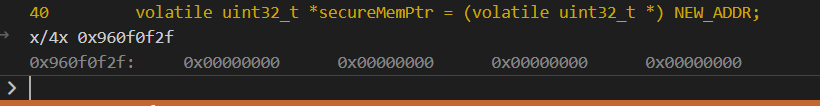 40 volatile uint32_t *secureMemPtr = (volatile uint32_t *) NEW_ADDR;
x/4x 0x960f0f2f
0x960f0f2f: 0x00000000 0x00000000 0x00000000 0x00000000